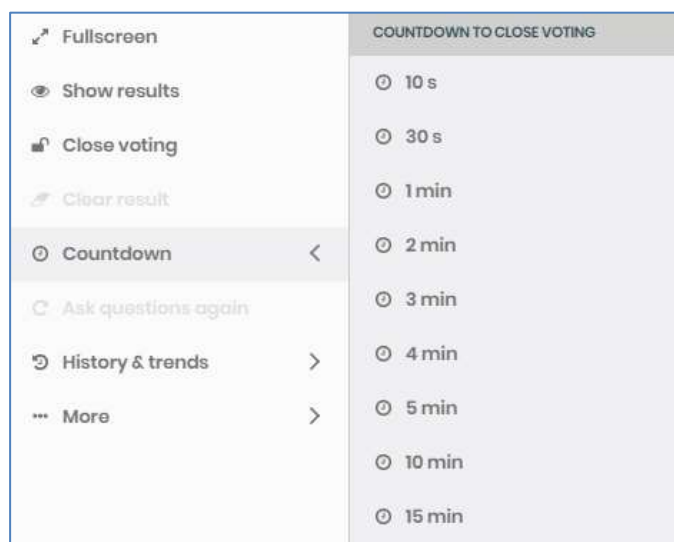 Fullscreen
Show results
Close voting
Clear result
Countdown
Ask questions again
History & trends
More
COUNTDOWN TO CLOSE VOTING
10 s
30 s
1 min
2 min
3 min
4 min
5 min
10 min
15 min